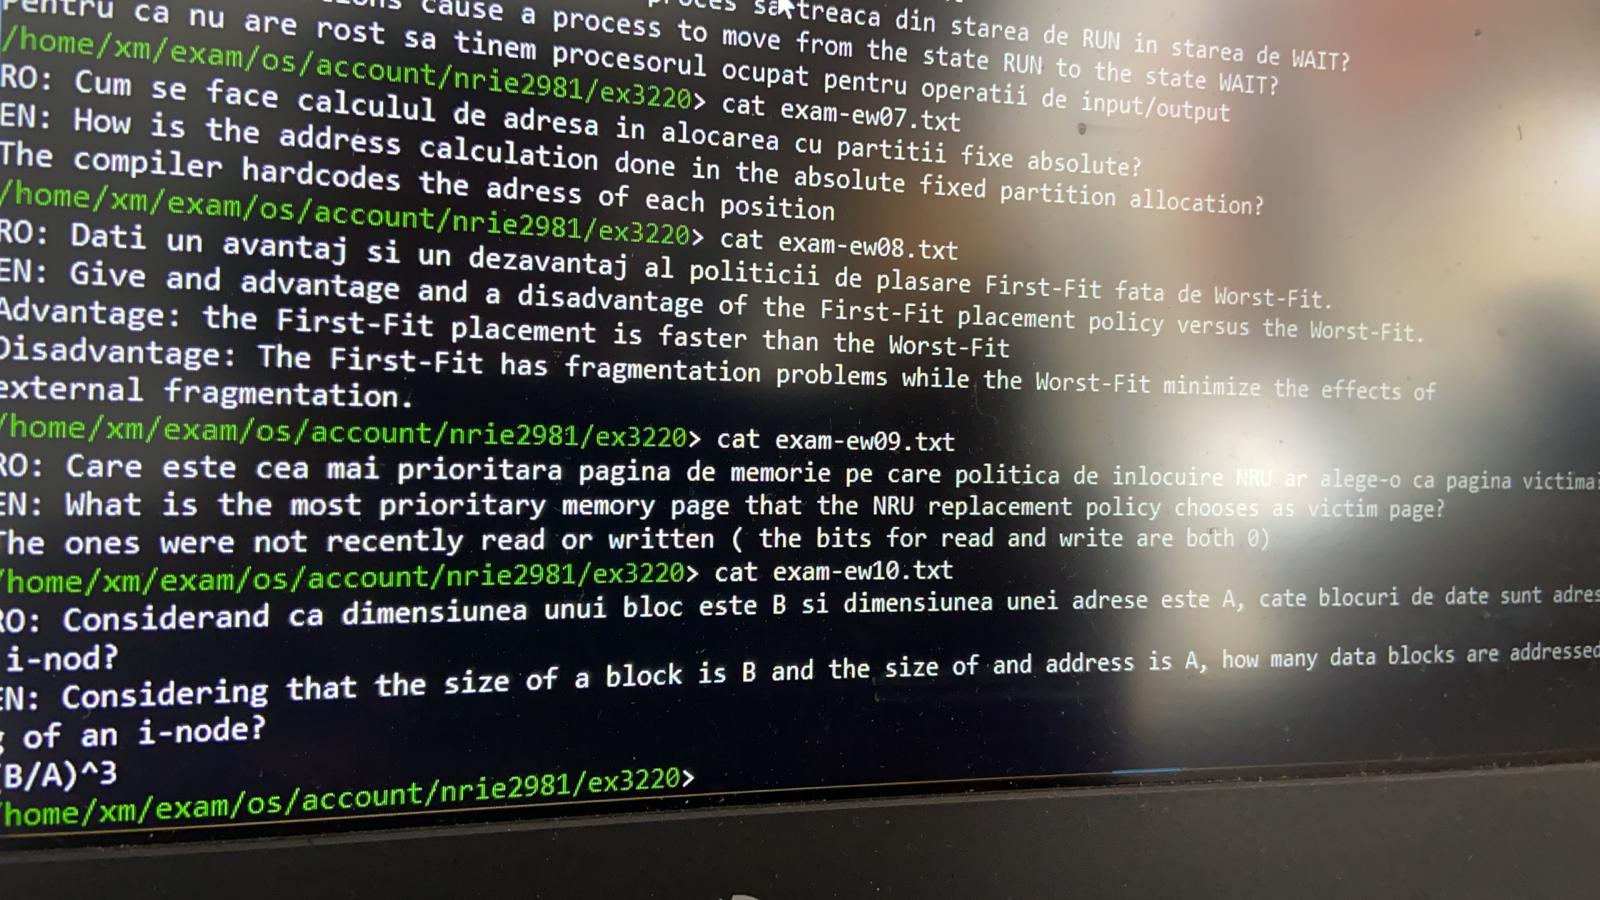 proces sa treaca din starea de RUN in starea de WAIT?
cause a process to move from the state RUN to the state WAIT?
Pentru ca nu are rost sa tinem procesorul ocupat pentru operatii de input/output
/home/xm/exam/os/account/nrie2981/ex3220> cat exam-ew07.txt
RO: Cum se face calculul de adresa in alocarea cu partitii fixe absolute?
EN: How is the address calculation done in the absolute fixed partition allocation?
The compiler hardcodes the adress of each position
/home/xm/exam/os/account/nrie2981/ex3220> cat exam-ew08.txt
RO: Dati un avantaj si un dezavantaj al politicii de plasare First-Fit fata de Worst-Fit.
EN: Give and advantage and a disadvantage of the First-Fit placement policy versus the Worst-Fit.
Advantage: the First-Fit placement is faster than the Worst-Fit
Disadvantage: The First-Fit has fragmentation problems while the Worst-Fit minimize the effects of
external fragmentation.
/home/xm/exam/os/account/nrie2981/ex3220> cat exam-ew09.txt
RO: Care este cea mai prioritara pagina de memorie pe care politica de inlocuire NRU ar alege-o ca pagina victima?
EN: What is the most prioritary memory page that the NRU replacement policy chooses as victim page?
The ones were not recently read or written ( the bits for read and write are both 0)
/home/xm/exam/os/account/nrie2981/ex3220> cat exam-ew10.txt
RO: Considerand ca dimensiunea unui bloc este B si dimensiunea unei adrese este A, cate blocuri de date sunt adres
i-nod?
EN: Considering that the size of a block is B and the size of and address is A, how many data blocks are addressed
of an i-node?
(B/A)^3
/home/xm/exam/os/account/nrie2981/ex3220>